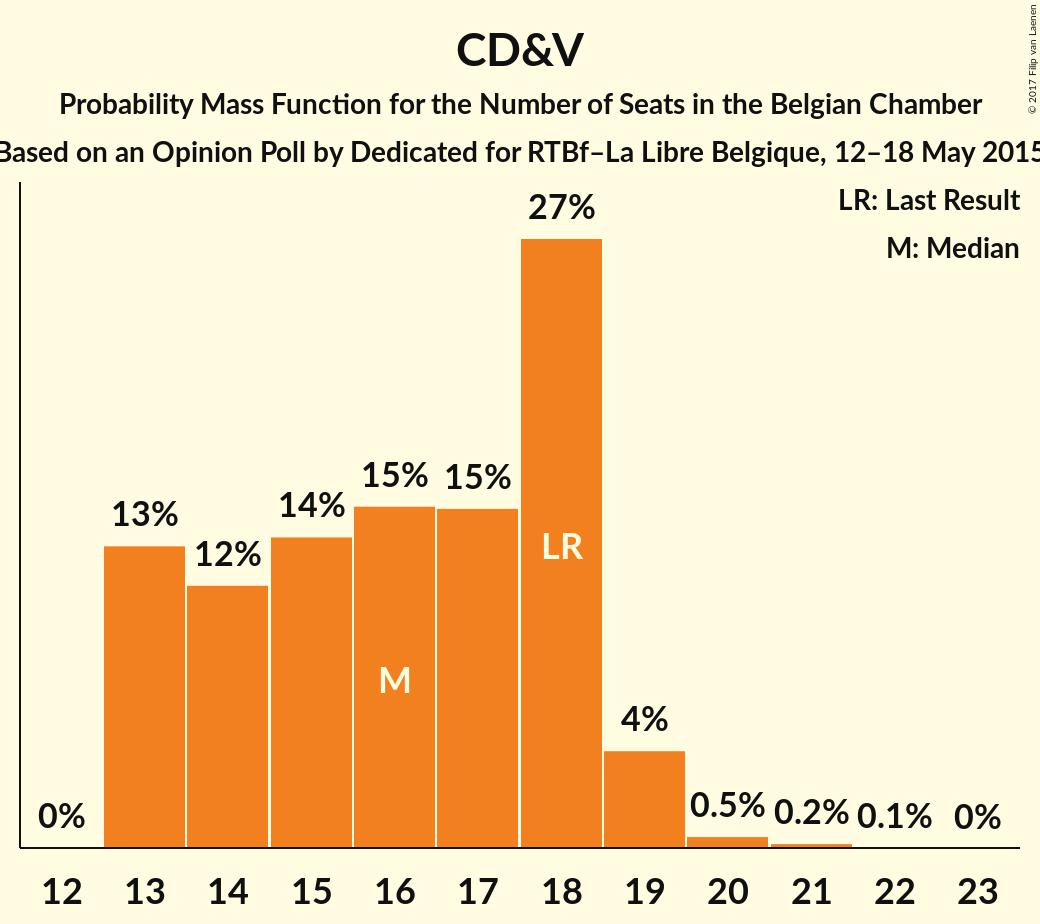 CD&V
Probability Mass Function for the Number of Seats in the Belgian Chamber
Based on an Opinion Poll by Dedicated for RTBf–La Libre Belgique, 12–18 May 2015
© 2017 Filip van Laenen
LR: Last Result
M: Median
0% 13% 12% 14% 15% 15% 27% 4% 0.5% 0.2% 0.1% 0%
M LR
12 13 14 15 16 17 18 19 20 21 22 23